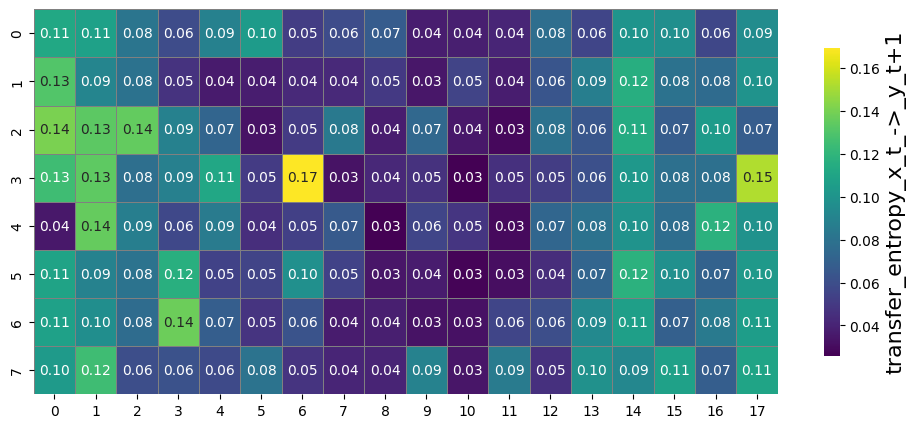 0 0.11 0.11 0.08 0.06 0.09 0.10 0.05 0.06 0.07 0.04 0.04 0.04 0.08 0.06 0.10 0.10 0.06 0.09
1 0.13 0.09 0.08 0.05 0.04 0.04 0.04 0.04 0.05 0.03 0.05 0.04 0.06 0.09 0.12 0.08 0.08 0.10
2 0.14 0.13 0.14 0.09 0.07 0.03 0.05 0.08 0.04 0.07 0.04 0.03 0.08 0.06 0.11 0.07 0.10 0.07
3 0.13 0.13 0.08 0.09 0.11 0.05 0.17 0.03 0.04 0.05 0.03 0.05 0.05 0.06 0.10 0.08 0.08 0.15
4 0.04 0.14 0.09 0.06 0.09 0.04 0.05 0.07 0.03 0.06 0.05 0.03 0.07 0.08 0.10 0.08 0.12 0.10
5 0.11 0.09 0.08 0.12 0.05 0.05 0.10 0.05 0.03 0.04 0.03 0.03 0.04 0.07 0.12 0.10 0.07 0.10
6 0.11 0.10 0.08 0.14 0.07 0.05 0.06 0.04 0.04 0.03 0.03 0.06 0.06 0.09 0.11 0.07 0.08 0.11
7 0.10 0.12 0.06 0.06 0.06 0.08 0.05 0.04 0.04 0.09 0.03 0.09 0.05 0.10 0.09 0.11 0.07 0.11
0 1 2 3 4 5 6 7 8 9 10 11 12 13 14 15 16 17
0.16
0.14
0.12
0.10
0.08
0.06
0.04
transfer_entropy_x_t_->_y_t+1